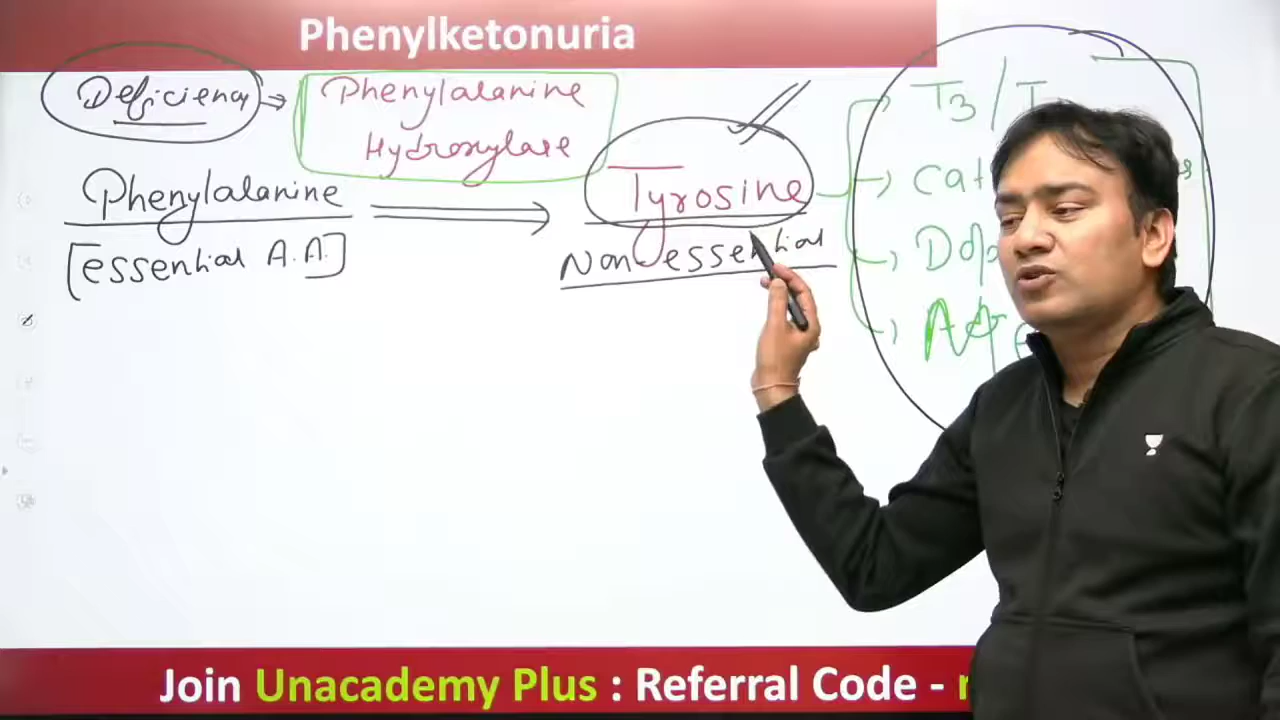 Phenylketonuria
Deficiency ⇒ Phenylalanine
Hydroxylase
Phenylalanine ⇒ Tyrosine
[essential A.A.]
Non-essential
T3/T
cat
Dop
Join Unacademy Plus : Referral Code -